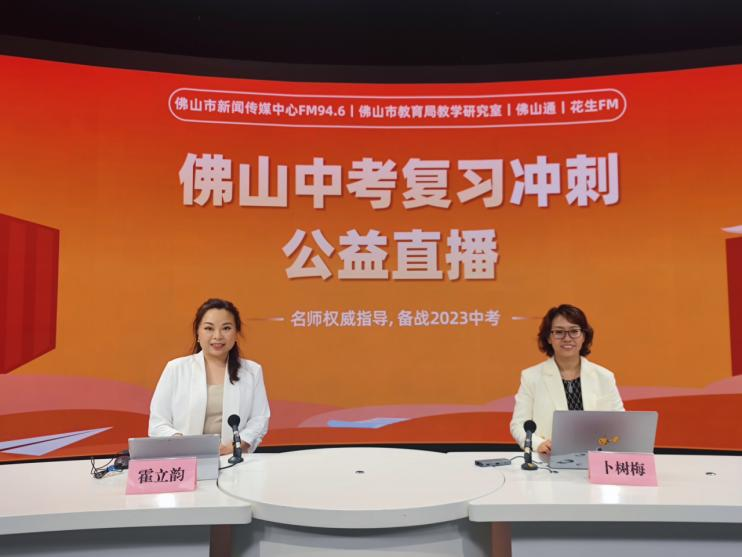 佛山市新闻传媒中心FM94.6丨佛山市教育局教学研究室丨佛山通丨花生FM
佛山中考复习冲刺
公益直播
名师权威指导,备战2023中考
霍立韵
卜树梅